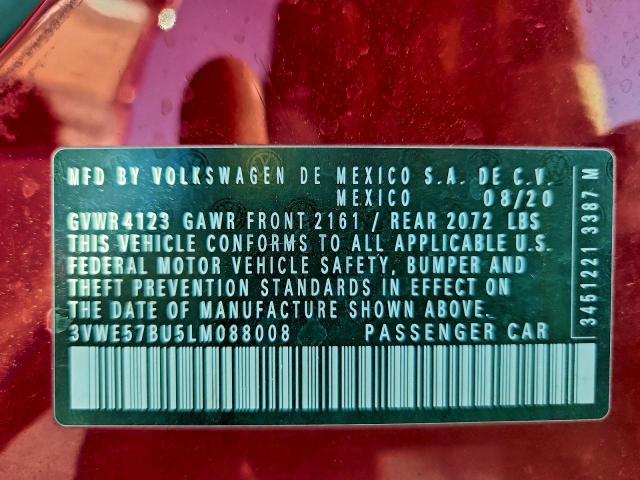 MFD BY VOLKSWAGEN DE MEXICO S.A. DE C.V.
MEXICO 08/20
GVWR4123 GAWR FRONT 2161 / REAR 2072 LBS
THIS VEHICLE CONFORMS TO ALL APPLICABLE U.S.
FEDERAL MOTOR VEHICLE SAFETY, BUMPER AND
THEFT PREVENTION STANDARDS IN EFFECT ON
THE DATE OF MANUFACTURE SHOWN ABOVE.
3VWE57BU5LM088008 PASSENGER CAR
3451221 3387 M